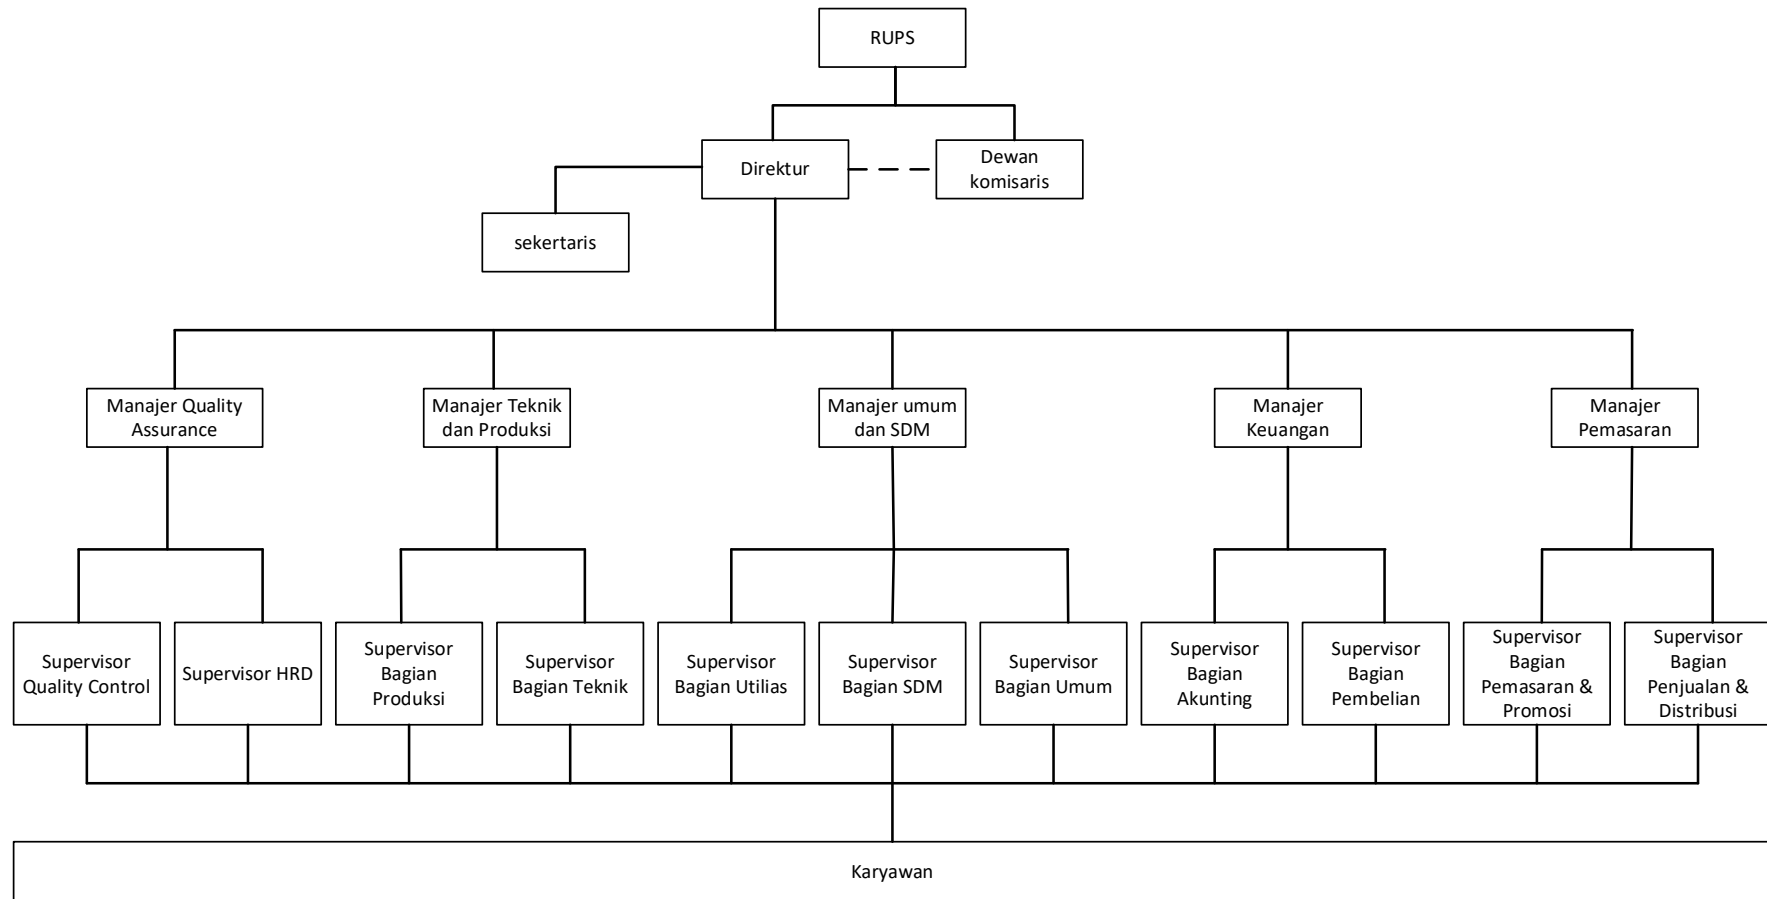 RUPS
Direktur
Dewan
komisaris
sekertaris
Manajer Quality
Assurance
Manajer Teknik
dan Produksi
Manajer umum
dan SDM
Manajer
Keuangan
Manajer
Pemasaran
Supervisor
Quality Control
Supervisor HRD
Supervisor
Bagian
Produksi
Supervisor
Bagian Teknik
Supervisor
Bagian Utilias
Supervisor
Bagian SDM
Supervisor
Bagian Umum
Supervisor
Bagian
Akunting
Supervisor
Bagian
Pembelian
Supervisor
Bagian
Pemasaran &
Promosi
Supervisor
Bagian
Penjualan &
Distribusi
Karyawan